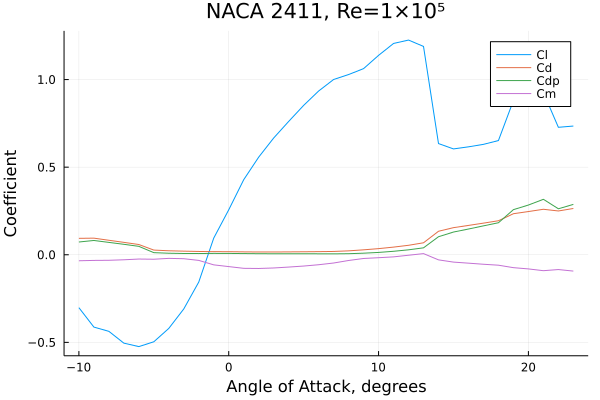 NACA 2411, Re=1×10⁵
Cl
Cd
Cdp
Cm
1.0
0.5
0.0
−0.5
Coefficient
−10
0
10
20
Angle of Attack, degrees